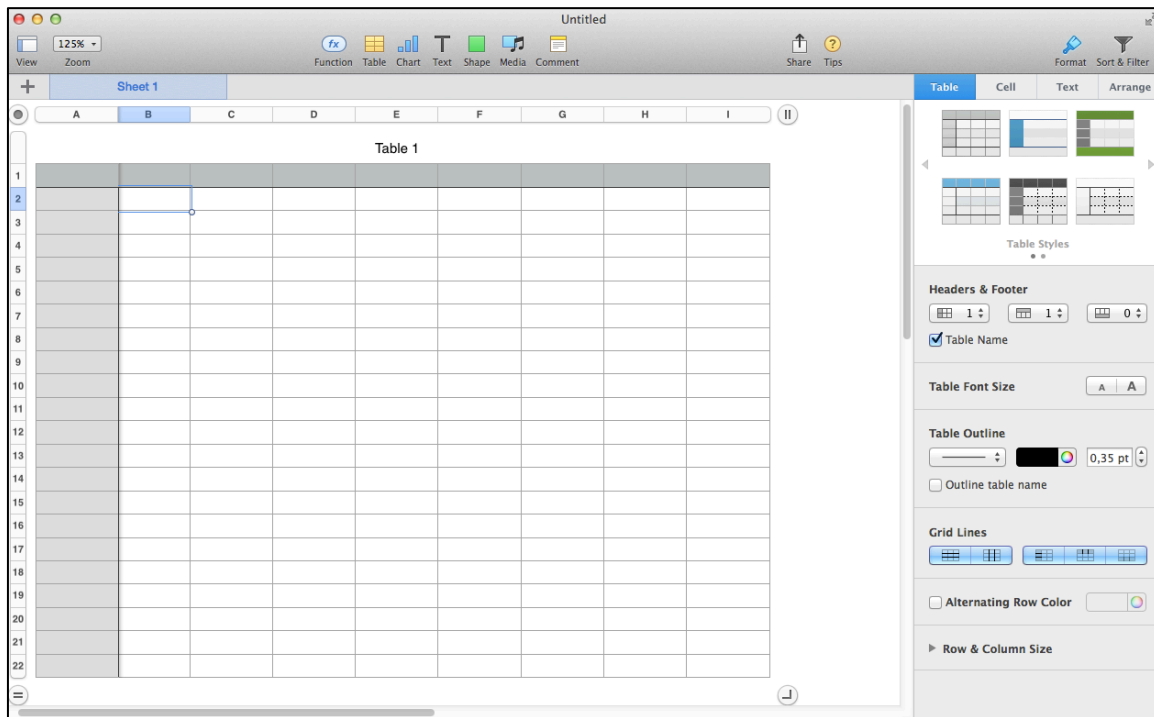 Untitled
125%
fx
?
View Zoom Function Table Chart Text Shape Media Comment Share Tips Format Sort & Filter
Sheet 1
Table Cell Text Arrange
A B C D E F G H I
Table 1
1
2
3
4
5
6
7
8
9
10
11
12
13
14
15
16
17
18
19
20
21
22
Table Styles
Headers & Footer
1 1 0
Table Name
Table Font Size A A
Table Outline
0,35 pt
Outline table name
Grid Lines
Alternating Row Color
Row & Column Size